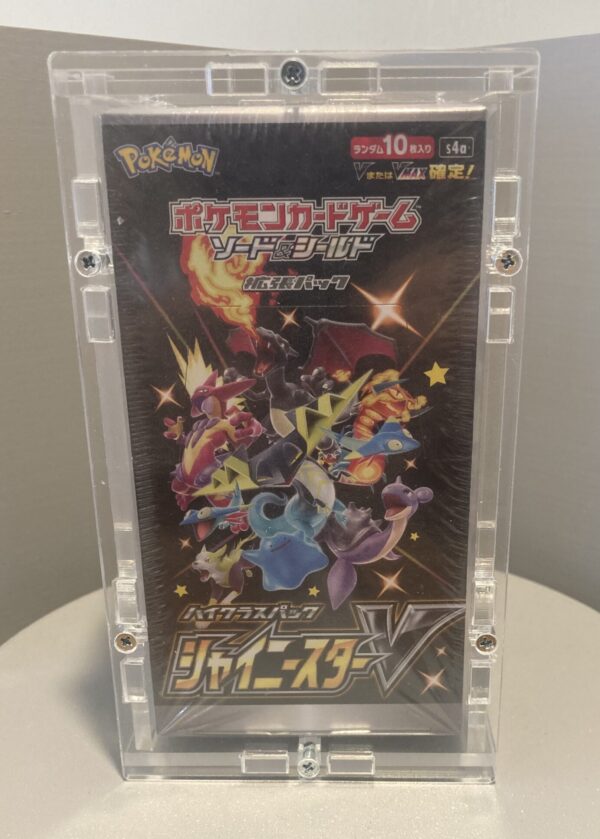 POKéMON
ランダム10枚入り
s4a
VまたはVMAX確定!
ポケモンカードゲーム
ソード&シールド
拡張パック
ハイクラスパック
シャイニースターV